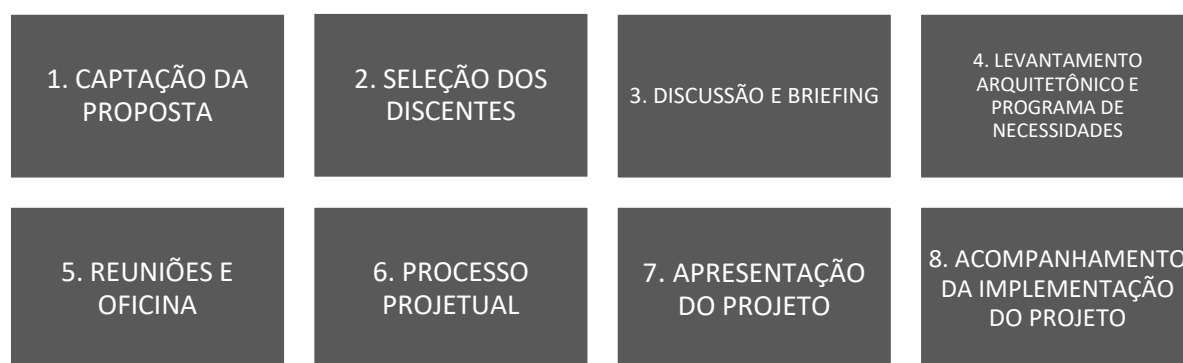 1. CAPTAÇÃO DA
PROPOSTA
2. SELEÇÃO DOS
DISCENTES
3. DISCUSSÃO E BRIEFING
4. LEVANTAMENTO
ARQUITETÔNICO E
PROGRAMA DE
NECESSIDADES
5. REUNIÕES E
OFICINA
6. PROCESSO
PROJETUAL
7. APRESENTAÇÃO
DO PROJETO
8. ACOMPANHAMENTO
DA IMPLEMENTAÇÃO
DO PROJETO